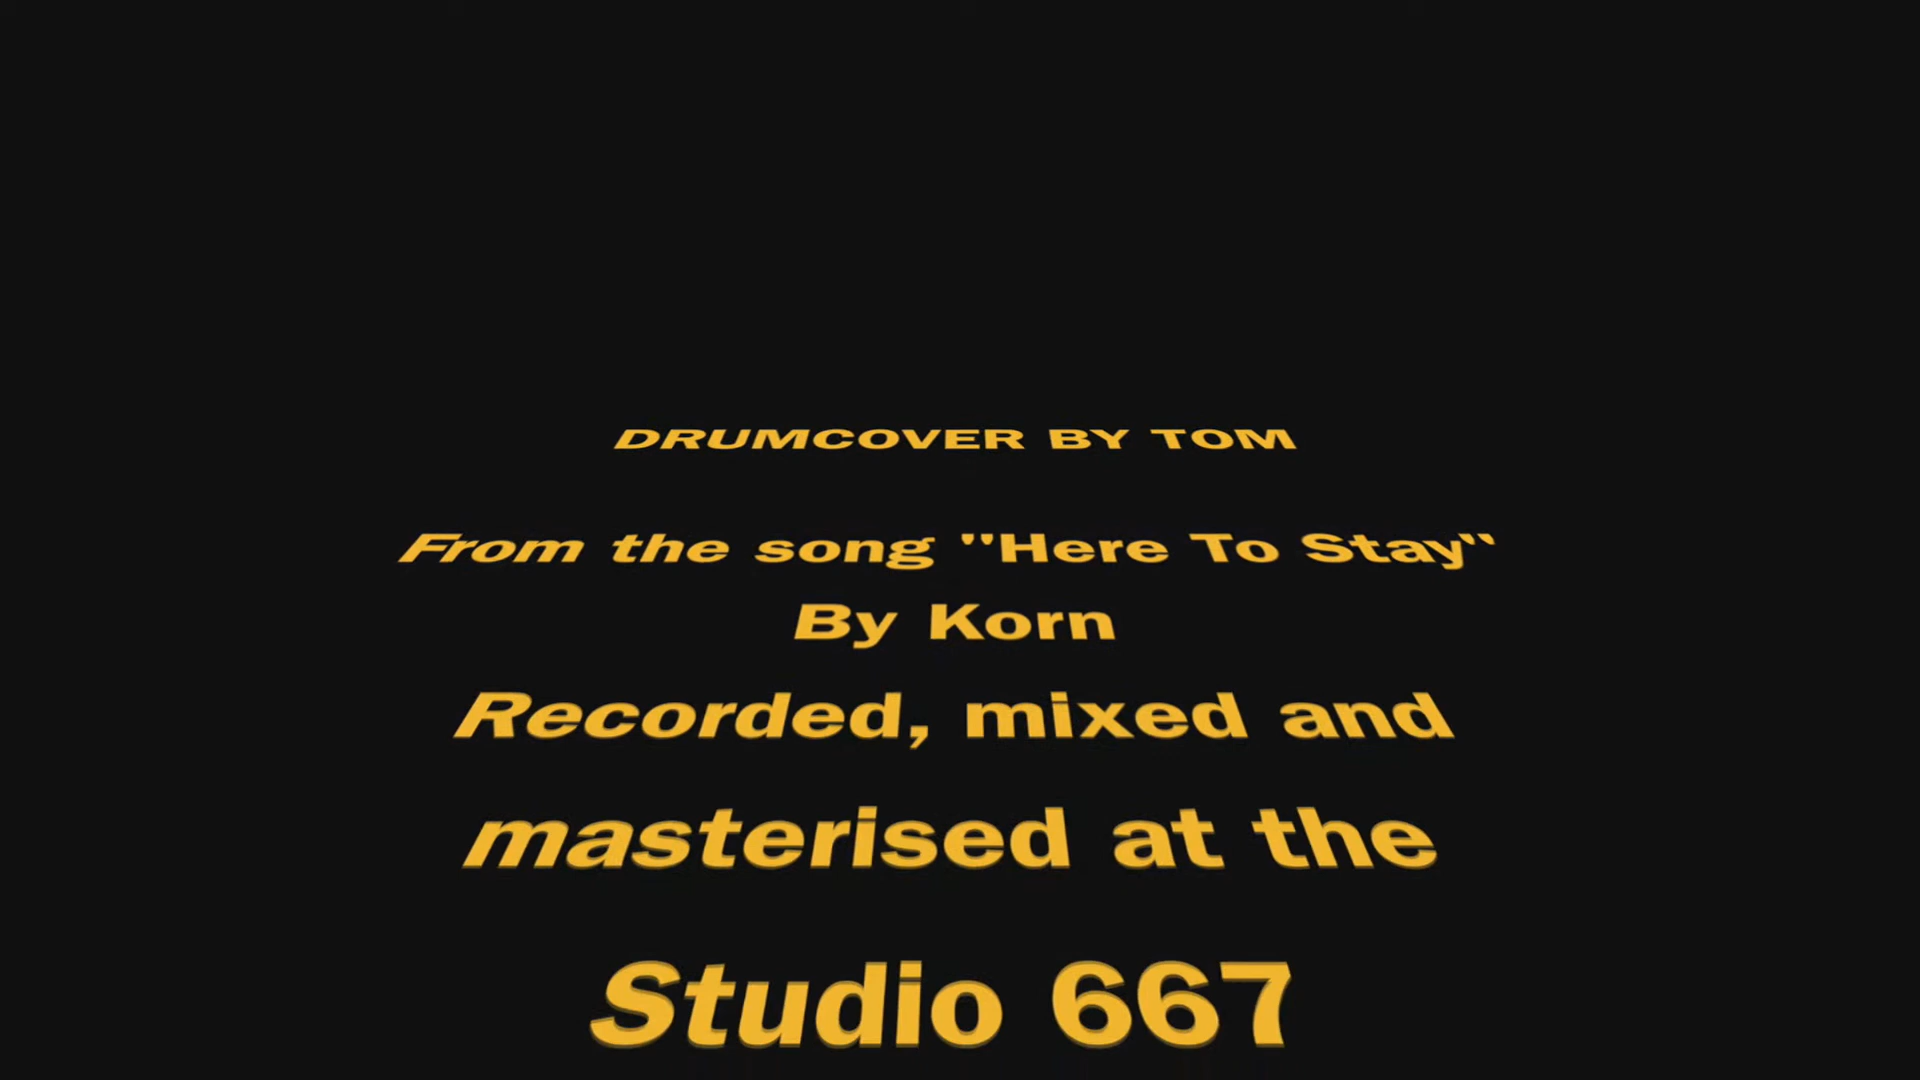 DRUMCOVER BY TOM
From the song "Here To Stay"
By Korn
Recorded, mixed and
masterised at the
Studio 667